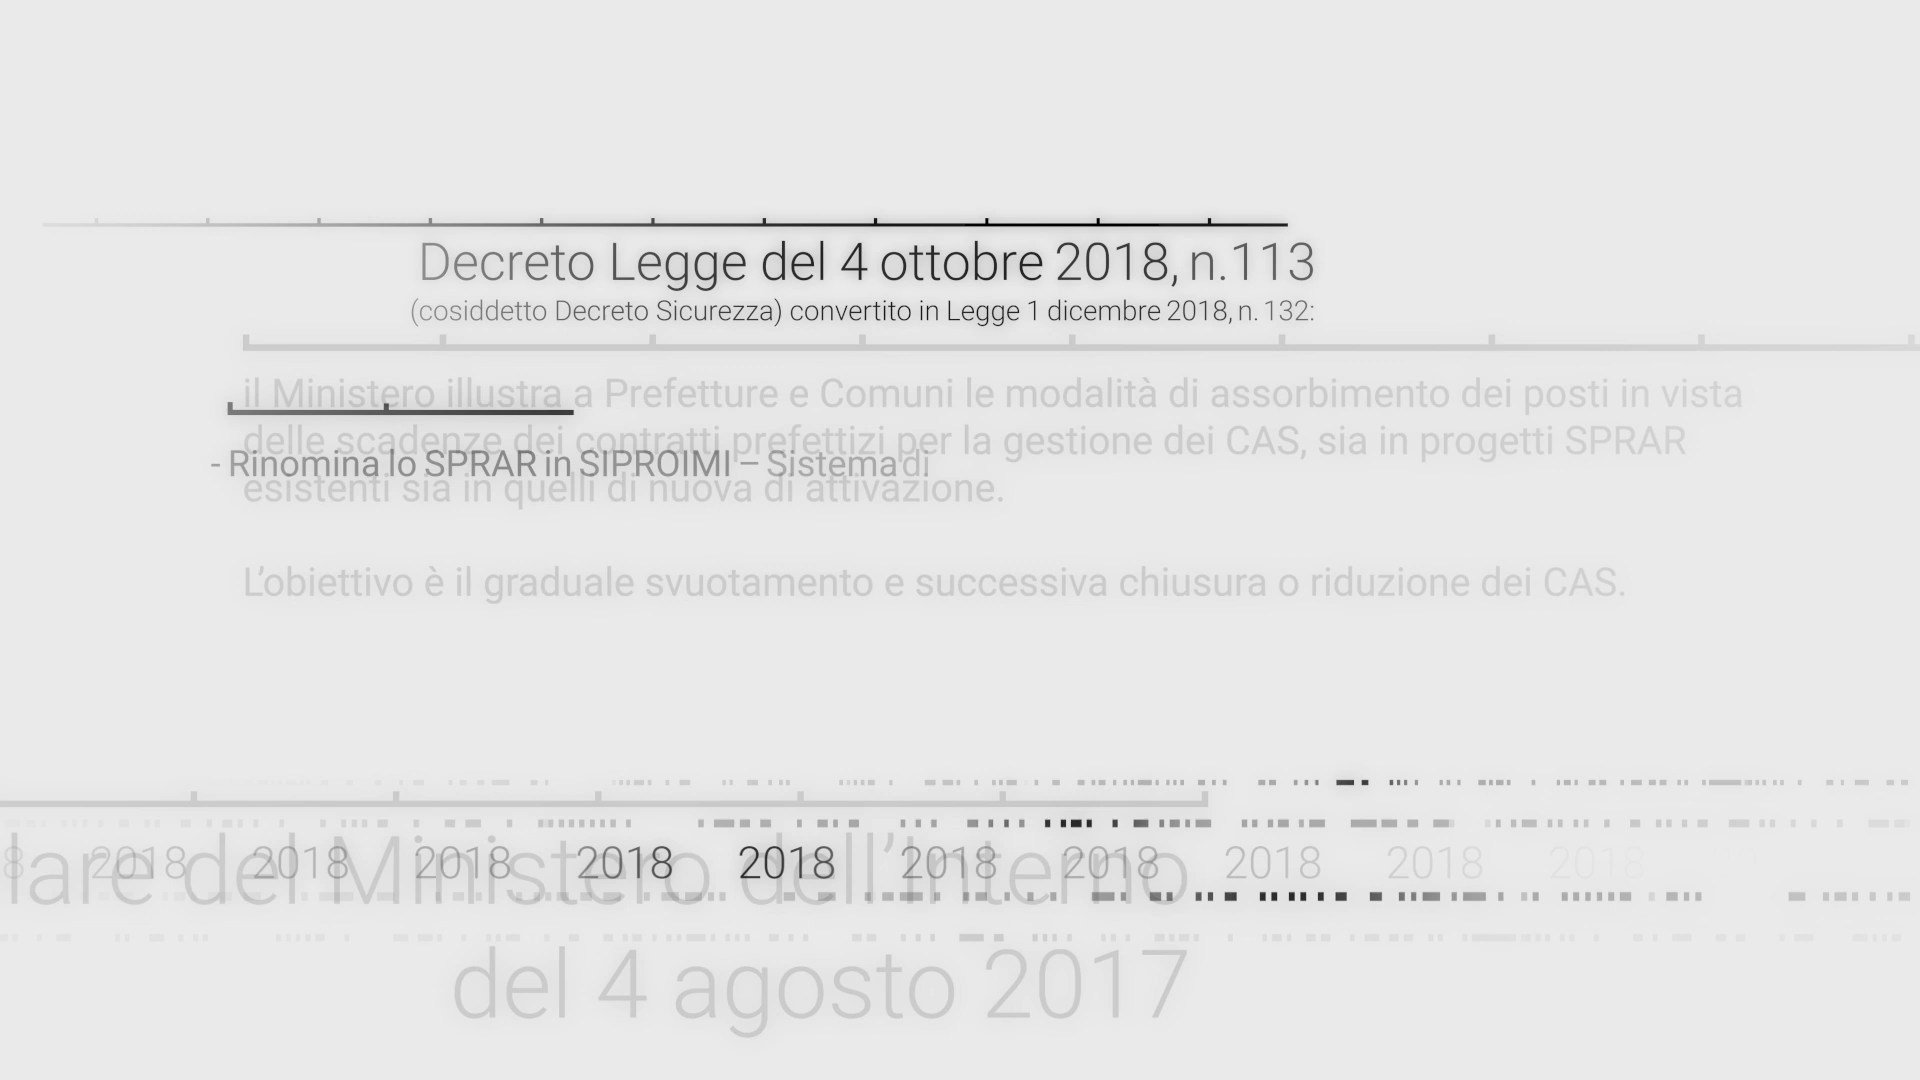 Decreto Legge del 4 ottobre 2018, n.113
(cosiddetto Decreto Sicurezza) convertito in Legge 1 dicembre 2018, n. 132:
il Ministero illustra a Prefetture e Comuni le modalità di assorbimento dei posti in vista
delle scadenze dei contratti prefettizi per la gestione dei CAS, sia in progetti SPRAR
- Rinomina lo SPRAR in SIPROIMI – Sistema di
esistenti sia in quelli di nuova di attivazione.
L’obiettivo è il graduale svuotamento e successiva chiusura o riduzione dei CAS.
8 2018 2018 2018 2018 2018 2018 2018 2018 2018 2018
lare del Ministero dell’Interno
del 4 agosto 2017